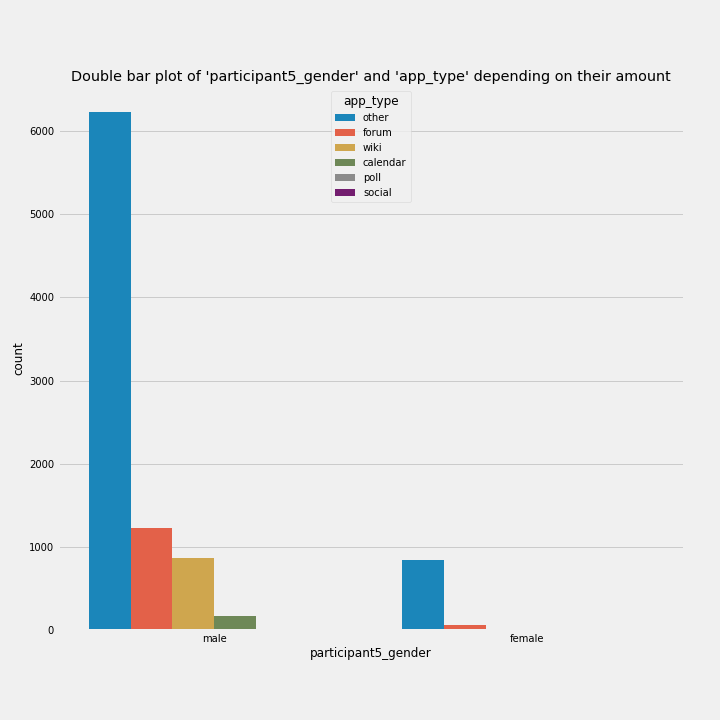 Double bar plot of 'participant5_gender' and 'app_type' depending on their amount
app_type
other
forum
wiki
calendar
poll
social
6000
5000
4000
3000
2000
1000
0
count
male
female
participant5_gender